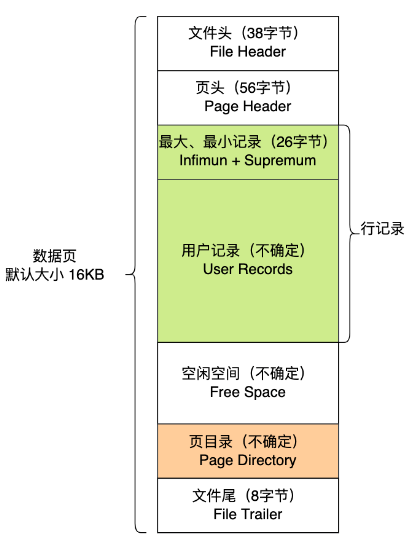 文件头（38字节）
File Header
页头（56字节）
Page Header
最大、最小记录（26字节）
Infimun + Supremum
行记录
用户记录（不确定）
User Records
数据页
默认大小 16KB
空闲空间（不确定）
Free Space
页目录（不确定）
Page Directory
文件尾（8字节）
File Trailer